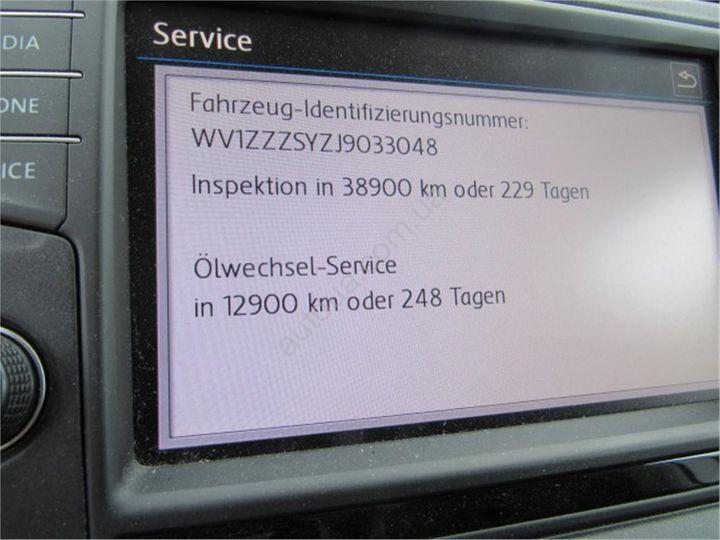 Service
DIA
ONE
ICE
Fahrzeug-Identifizierungsnummer:
WV1ZZZSYZJ9033048
Inspektion in 38900 km oder 229 Tagen
Ölwechsel-Service
in 12900 km oder 248 Tagen